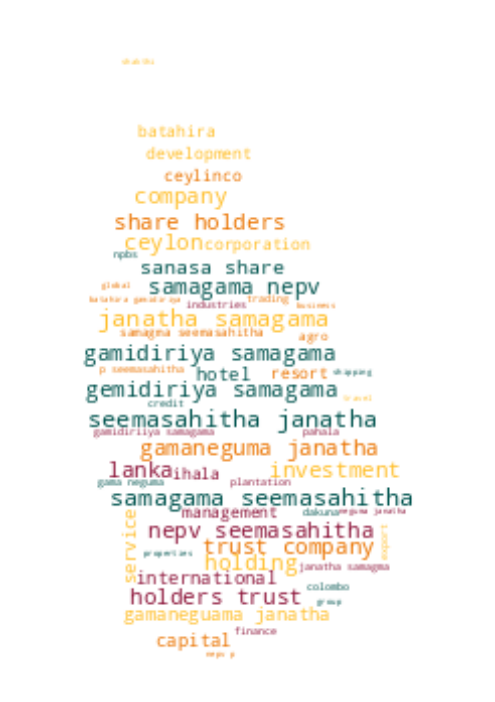 shakthi
batahira
development
ceylinco
company
share holders
ceylon corporation
npbs
sanasa share
global samagama nepv
batahira gamidiriya industries trading business
janatha samagama
samagma seemasahitha agro
gamidiriya samagama
p seemasahitha hotel resort shipping
gemidiriya samagama travel
credit
seemasahitha janatha
gamidiriiya samagama pahala
gamaneguma janatha
lanka ihala investment
gama neguma plantation
samagama seemasahitha
service management dakuna neguma janatha
nepv seemasahitha export
properties trust company
holding janatha samagma
international
colombo
holders trust group
gamaneguama janatha
finance
capital
nepv p